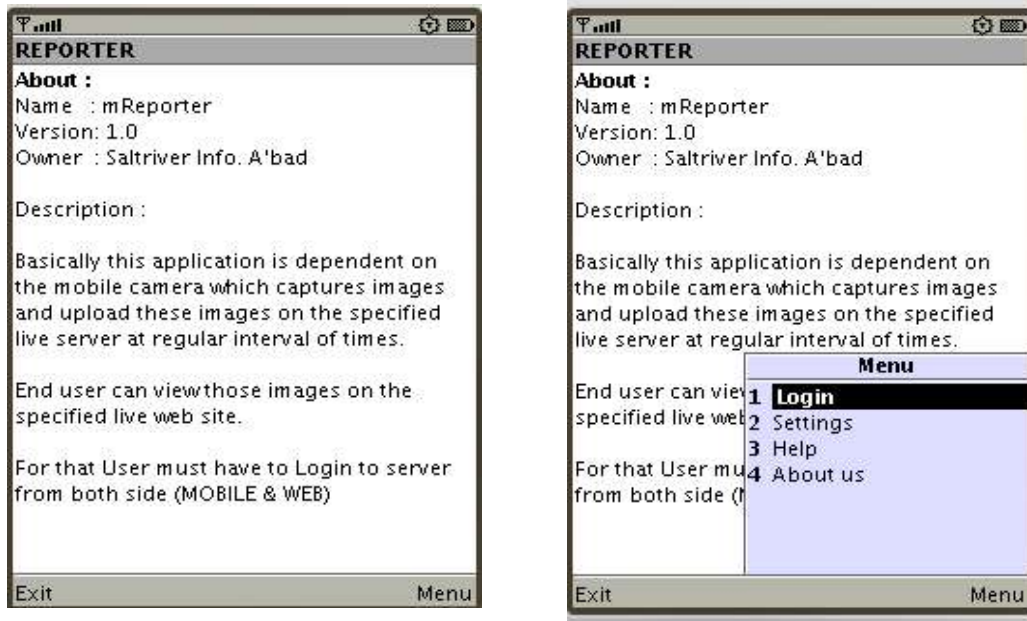 REPORTER
About :
Name : mReporter
Version: 1.0
Owner : Saltriver Info. A'bad
Description :
Basically this application is dependent on
the mobile camera which captures images
and upload these images on the specified
live server at regular interval of times.
End user can view those images on the
specified live web site.
For that User must have to Login to server
from both side (MOBILE & WEB)
Exit
Menu
REPORTER
About :
Name : mReporter
Version: 1.0
Owner : Saltriver Info. A'bad
Description :
Basically this application is dependent on
the mobile camera which captures images
and upload these images on the specified
live server at regular interval of times.
End user can
specified live
For that User
from both side
Menu
1 Login
2 Settings
3 Help
4 About us
Exit
Menu